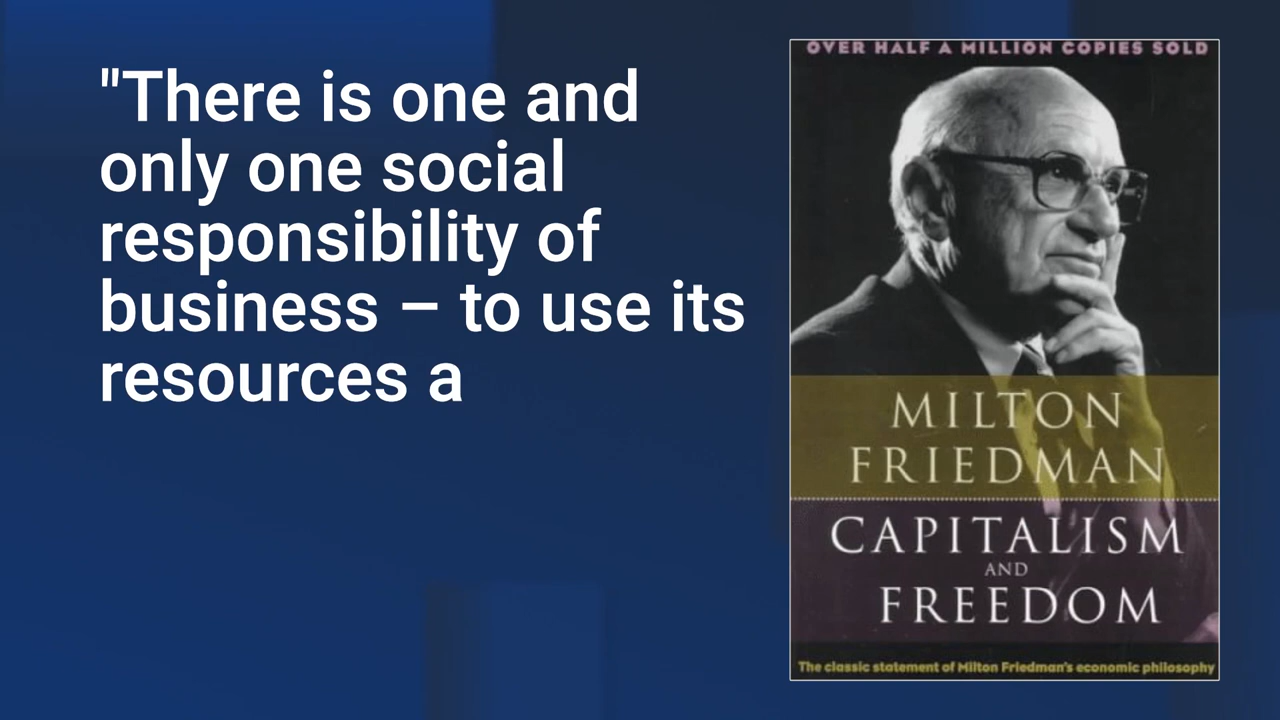 "There is one and
only one social
responsibility of
business – to use its
resources a
OVER HALF A MILLION COPIES SOLD
MILTON
FRIEDMAN
CAPITALISM
AND
FREEDOM
The classic statement of Milton Friedman's economic philosophy